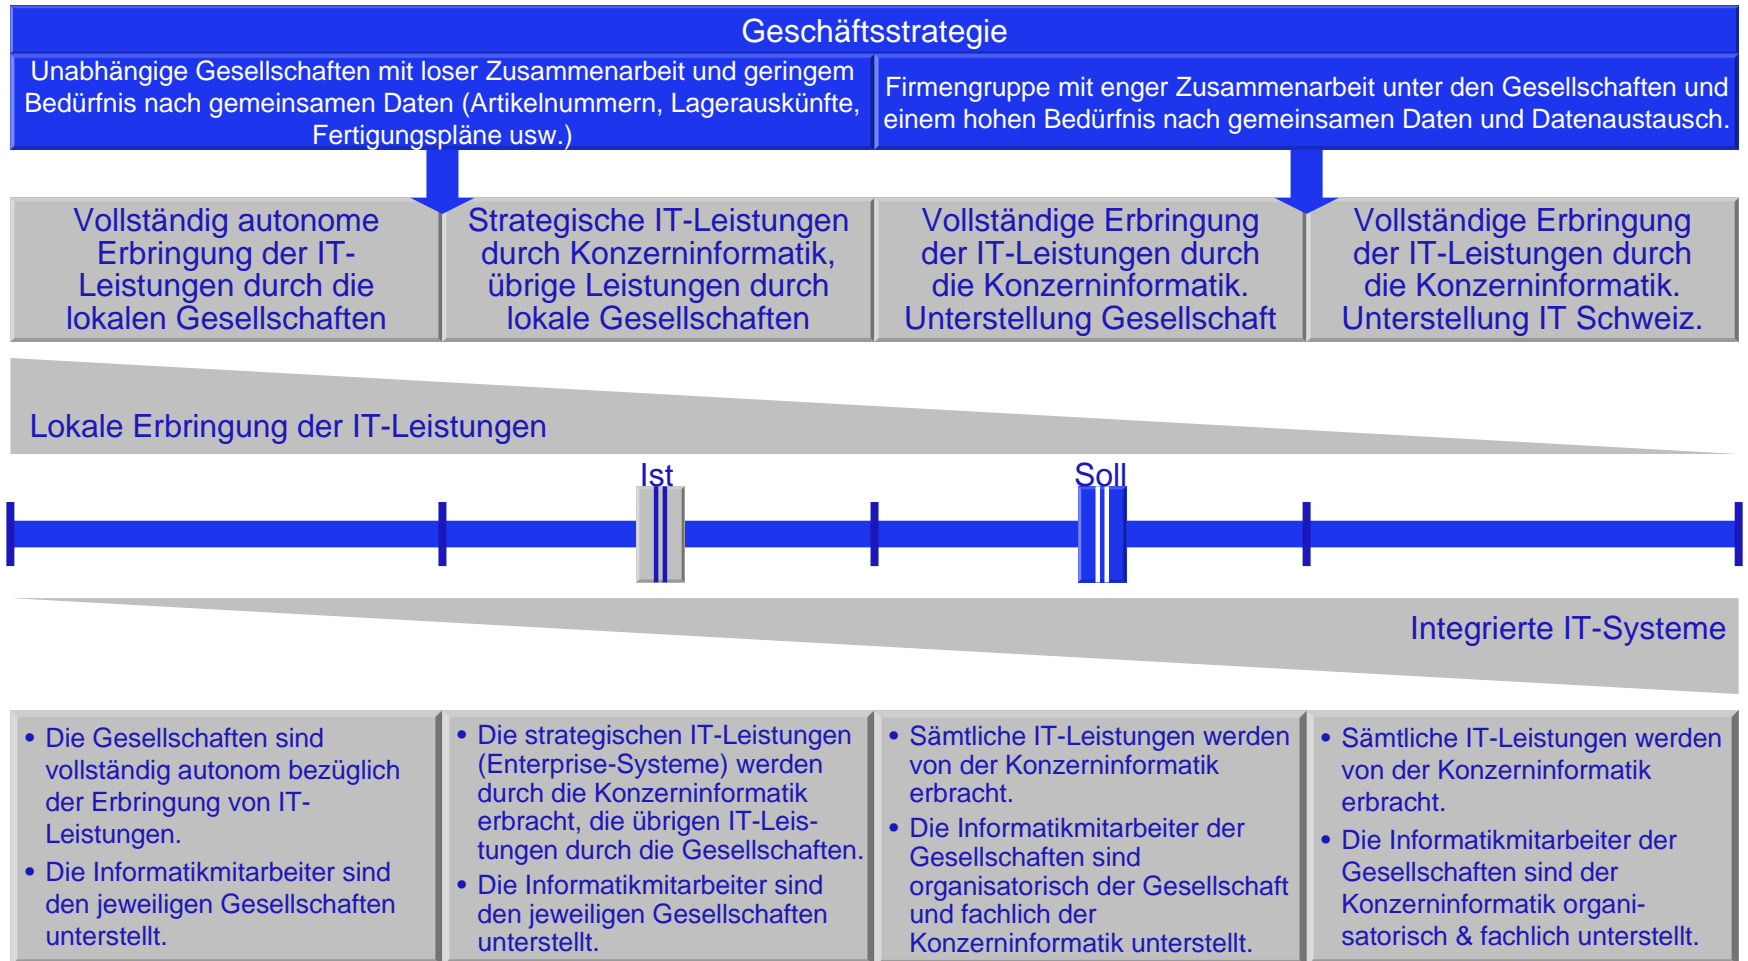 Geschäftsstrategie
Unabhängige Gesellschaften mit loser Zusammenarbeit und geringem
Bedürfnis nach gemeinsamen Daten (Artikelnummern, Lagerauskünfte,
Fertigungspläne usw.)
Firmengruppe mit enger Zusammenarbeit unter den Gesellschaften und
einem hohen Bedürfnis nach gemeinsamen Daten und Datenaustausch.
Vollständig autonome
Erbringung der IT-
Leistungen durch die
lokalen Gesellschaften
Strategische IT-Leistungen
durch Konzerninformatik,
übrige Leistungen durch
lokale Gesellschaften
Vollständige Erbringung
der IT-Leistungen durch
die Konzerninformatik.
Unterstellung Gesellschaft
Vollständige Erbringung
der IT-Leistungen durch
die Konzerninformatik.
Unterstellung IT Schweiz.
Lokale Erbringung der IT-Leistungen
Ist
Soll
Integrierte IT-Systeme
• Die Gesellschaften sind
vollständig autonom bezüglich
der Erbringung von IT-
Leistungen.
• Die Informatikmitarbeiter sind
den jeweiligen Gesellschaften
unterstellt.
• Die strategischen IT-Leistungen
(Enterprise-Systeme) werden
durch die Konzerninformatik
erbracht, die übrigen IT-Leis-
tungen durch die Gesellschaften.
• Die Informatikmitarbeiter sind
den jeweiligen Gesellschaften
unterstellt.
• Sämtliche IT-Leistungen werden
von der Konzerninformatik
erbracht.
• Die Informatikmitarbeiter der
Gesellschaften sind
organisatorisch der Gesellschaft
und fachlich der
Konzerninformatik unterstellt.
• Sämtliche IT-Leistungen werden
von der Konzerninformatik
erbracht.
• Die Informatikmitarbeiter der
Gesellschaften sind der
Konzerninformatik organi-
satorisch & fachlich unterstellt.